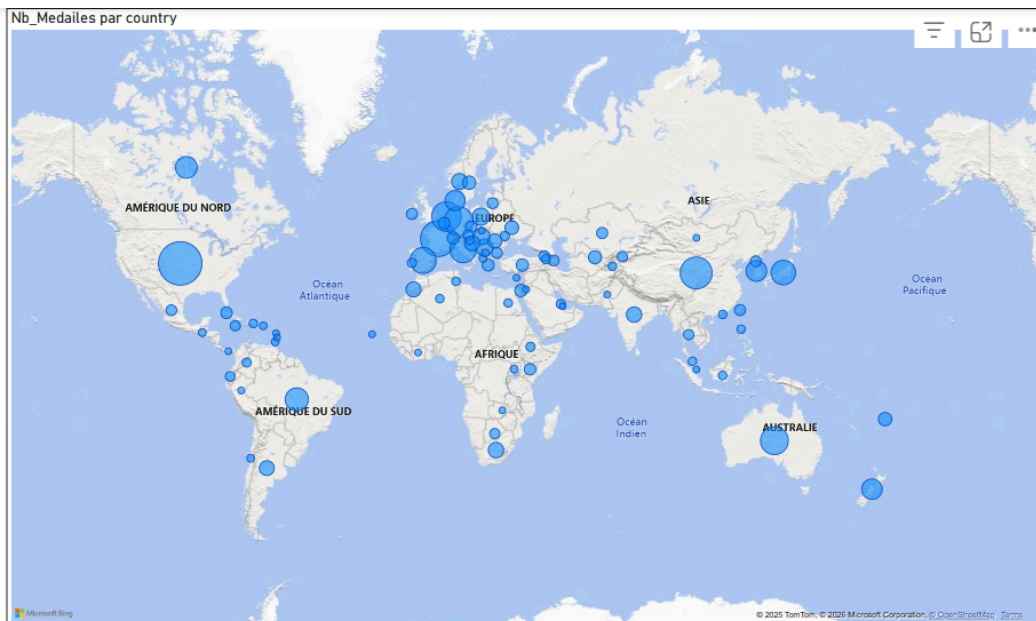 Nb_Medailes par country
ASIE
AMÉRIQUE DU NORD
EUROPE
Océan
Atlantique
Océan
Pacifique
AFRIQUE
AMÉRIQUE DU SUD
Océan
Indien
AUSTRALIE
Microsoft Bing
© 2025 TomTom, © 2026 Microsoft Corporation, © OpenStreetMap Terms